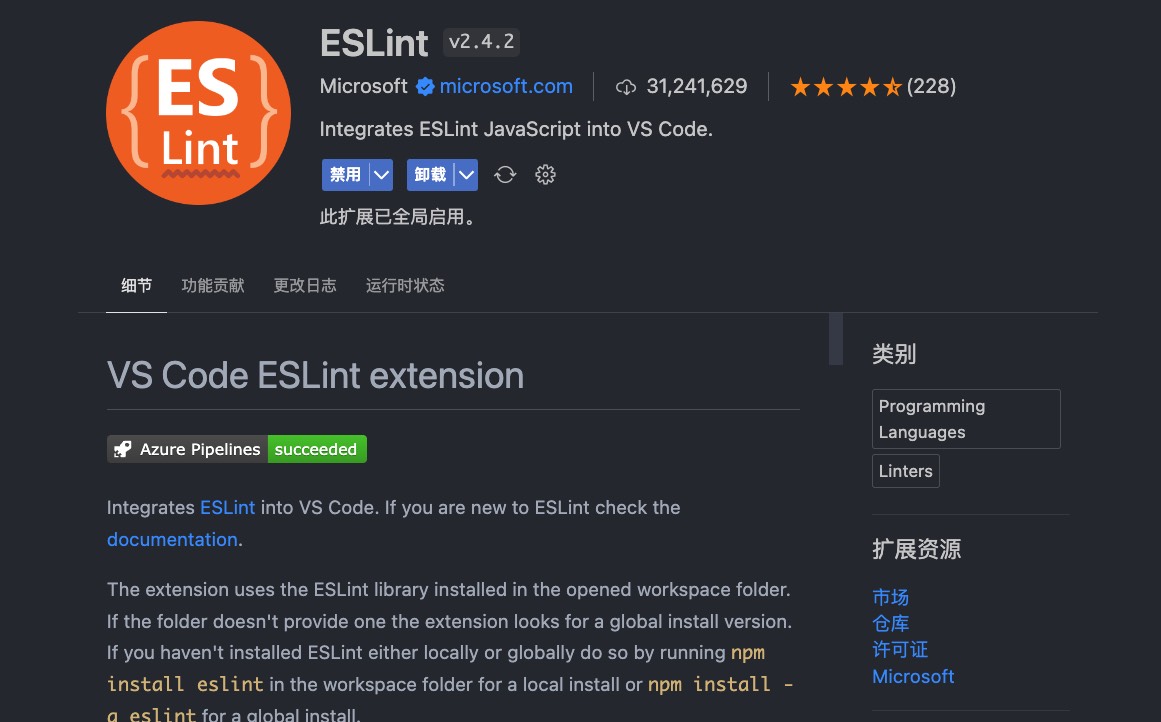 ES
Lint
ESLint v2.4.2
Microsoft microsoft.com 31,241,629 (228)
Integrates ESLint JavaScript into VS Code.
禁用 卸载
此扩展已全局启用。
细节 功能贡献 更改日志 运行时状态
VS Code ESLint extension
Azure Pipelines succeeded
Integrates ESLint into VS Code. If you are new to ESLint check the
documentation.
The extension uses the ESLint library installed in the opened workspace folder.
If the folder doesn't provide one the extension looks for a global install version.
If you haven't installed ESLint either locally or globally do so by running npm
install eslint in the workspace folder for a local install or npm install -
g eslint for a global install.
类别
Programming
Languages
Linters
扩展资源
市场
仓库
许可证
Microsoft